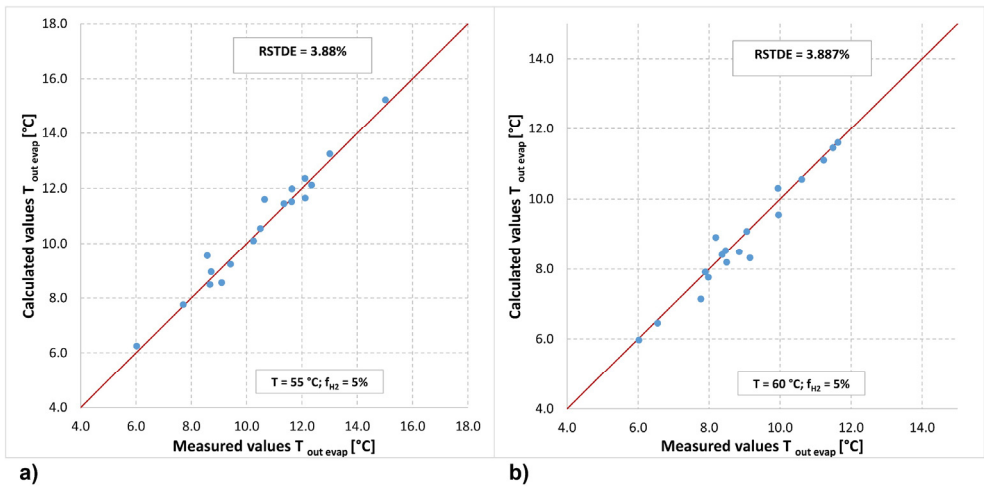 18.0
16.0
14.0
12.0
10.0
8.0
6.0
4.0
Calculated values T out evap [°C]
RSTDE = 3.88%
T = 55 °C; fH2 = 5%
4.0 6.0 8.0 10.0 12.0 14.0 16.0 18.0
Measured values T out evap [°C]
a)
14.0
12.0
10.0
8.0
6.0
4.0
Calculated values T out evap [°C]
RSTDE = 3.887%
T = 60 °C; fH2 = 5%
4.0 6.0 8.0 10.0 12.0 14.0
Measured values T out evap [°C]
b)